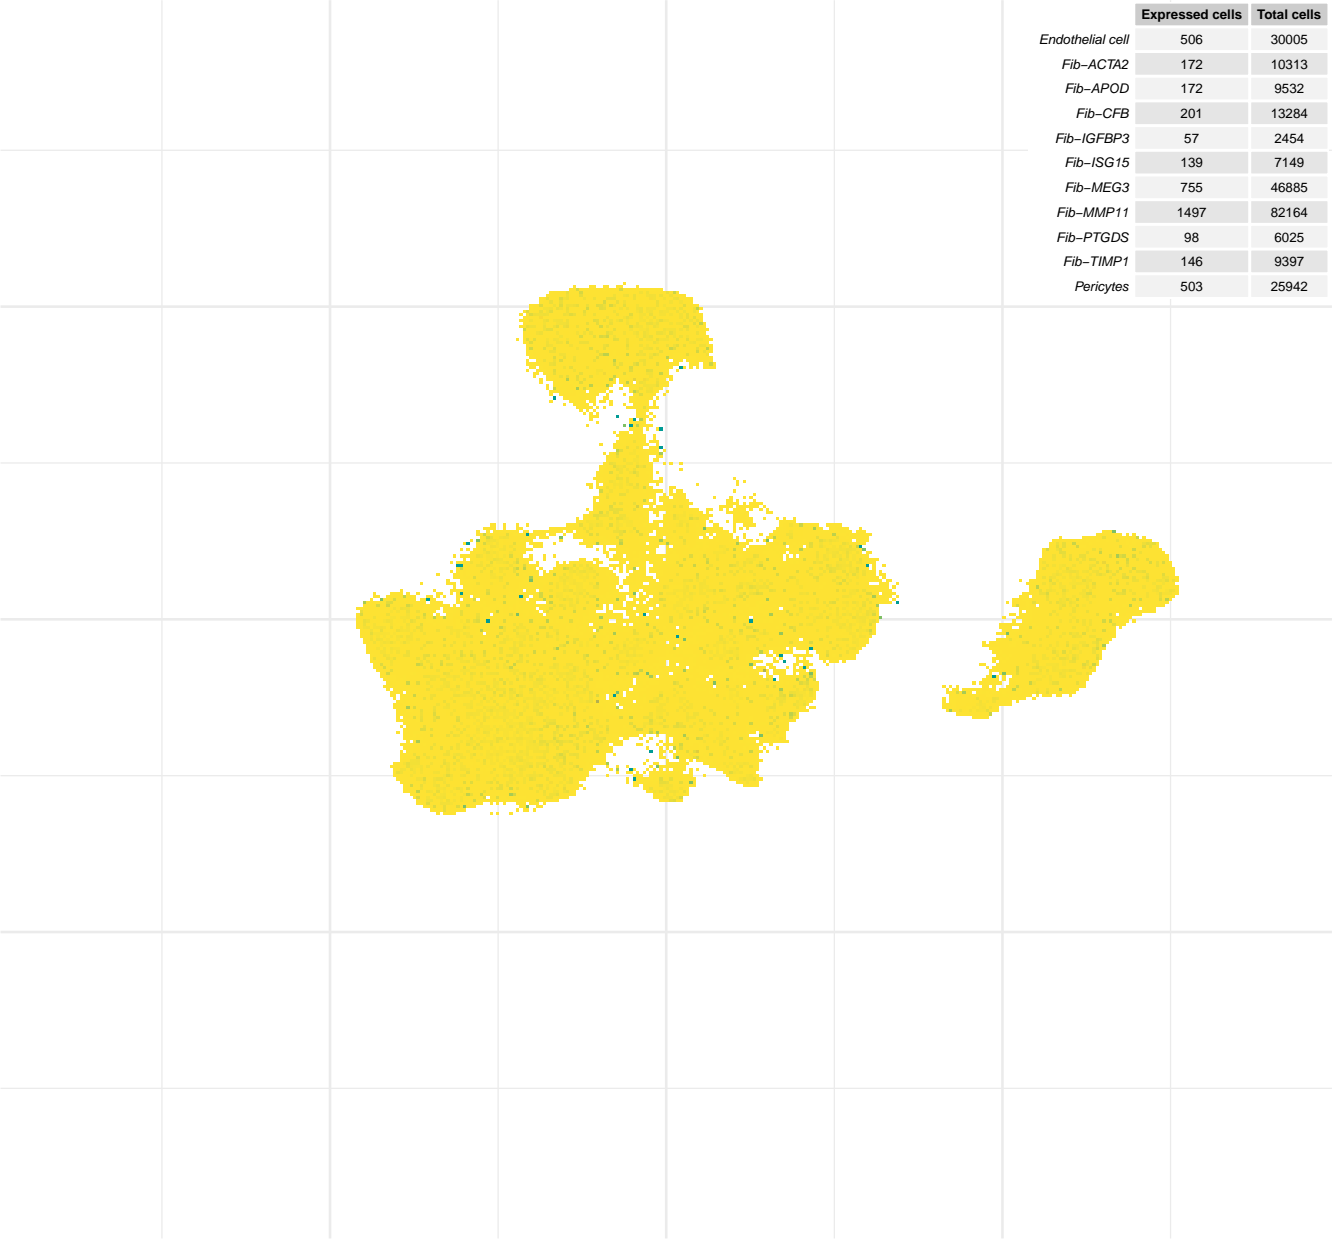 Expressed cells Total cells
Endothelial cell 506 30005
Fib−ACTA2 172 10313
Fib−APOD 172 9532
Fib−CFB 201 13284
Fib−IGFBP3 57 2454
Fib−ISG15 139 7149
Fib−MEG3 755 46885
Fib−MMP11 1497 82164
Fib−PTGDS 98 6025
Fib−TIMP1 146 9397
Pericytes 503 25942